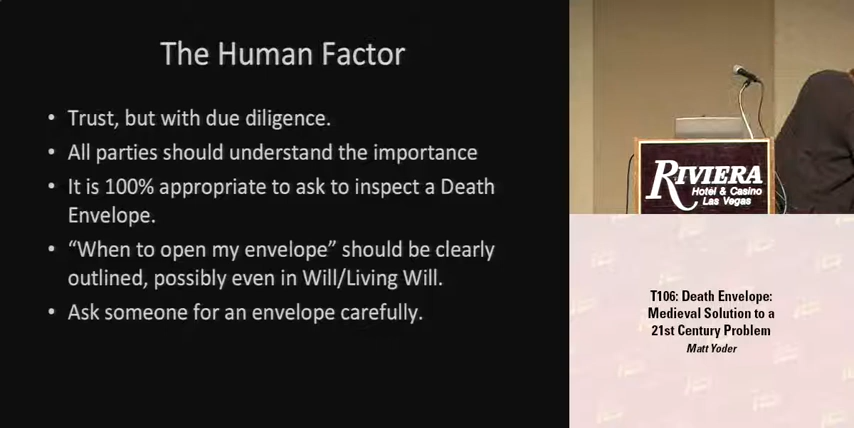 The Human Factor
• Trust, but with due diligence.
• All parties should understand the importance
• It is 100% appropriate to ask to inspect a Death
Envelope.
• “When to open my envelope” should be clearly
outlined, possibly even in Will/Living Will.
• Ask someone for an envelope carefully.
RIVIERA
Hotel & Casino
Las Vegas
T106: Death Envelope:
Medieval Solution to a
21st Century Problem
Matt Yoder